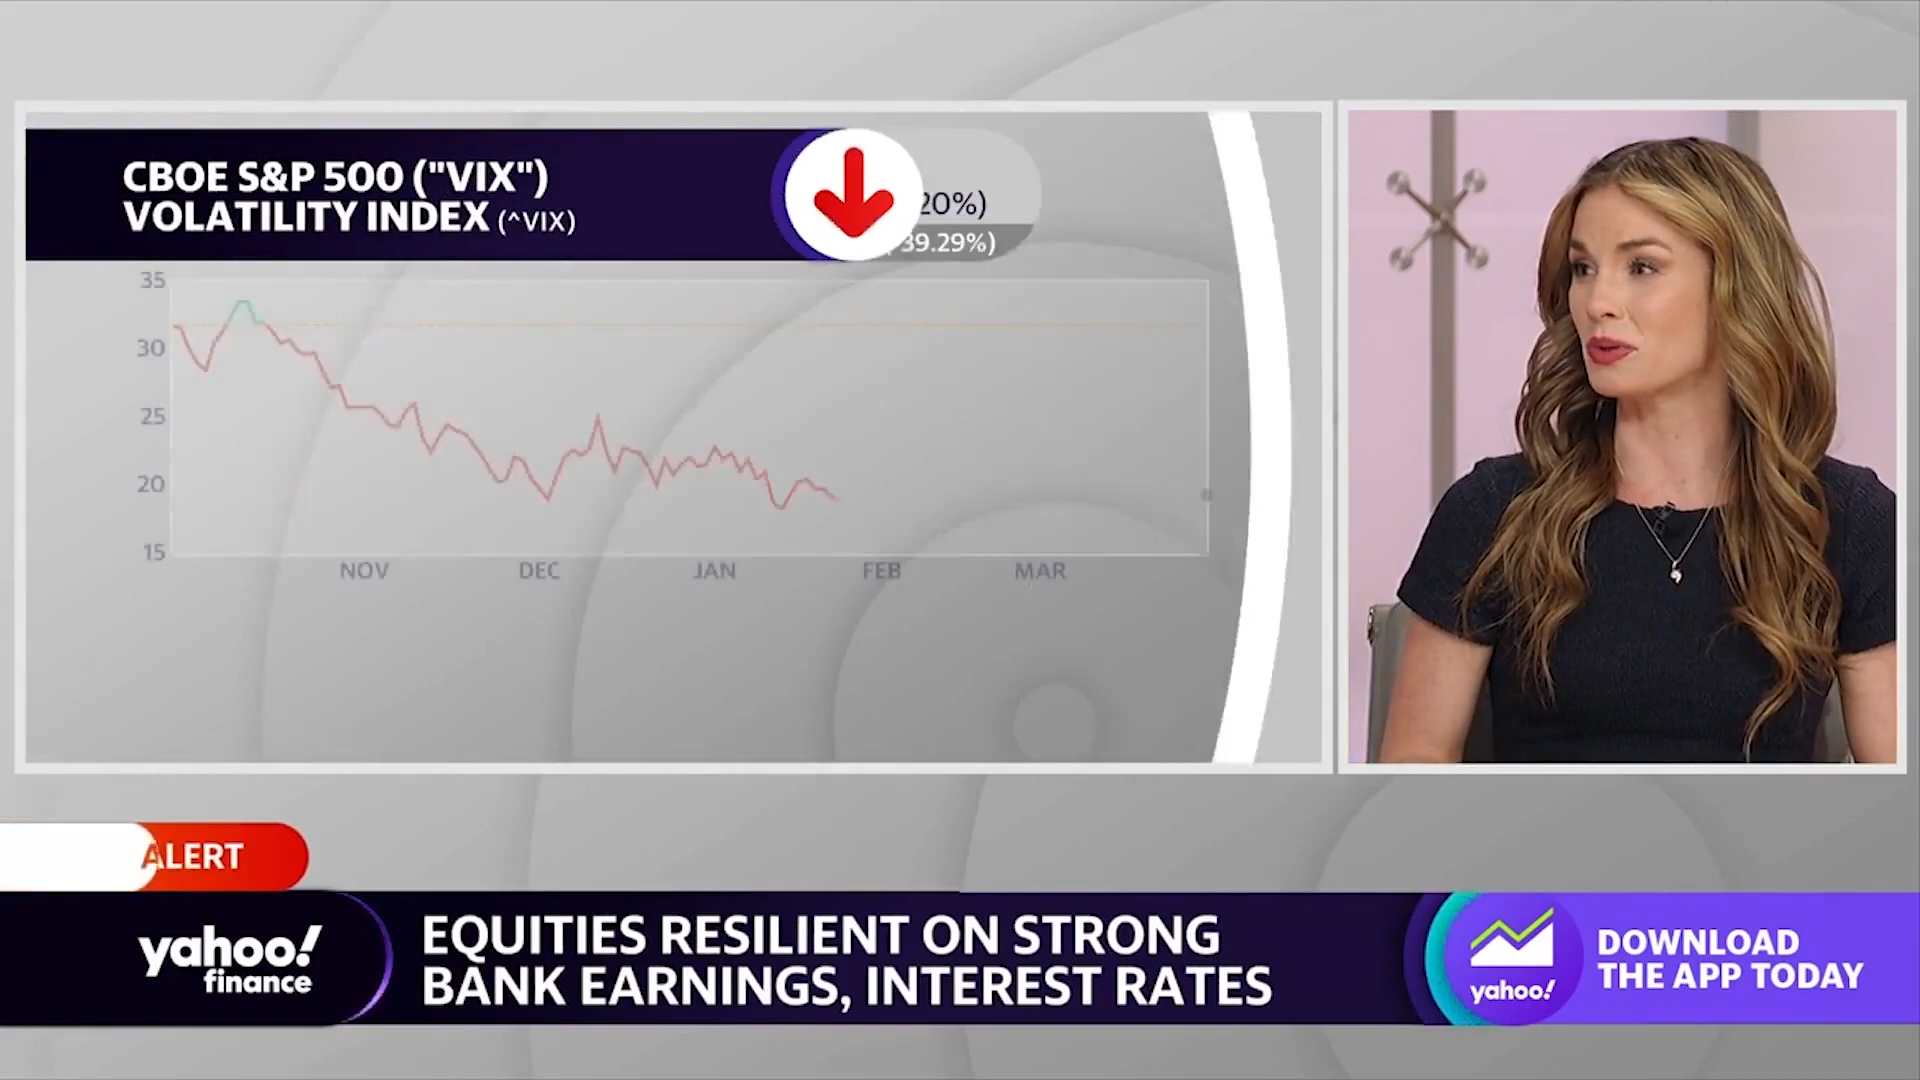 CBOE S&P 500 ("VIX")
VOLATILITY INDEX (^VIX)
20%)
39.29%)
35
30
25
20
15
NOV DEC JAN FEB MAR
ALERT
yahoo!
finance
EQUITIES RESILIENT ON STRONG
BANK EARNINGS, INTEREST RATES
yahoo!
DOWNLOAD
THE APP TODAY